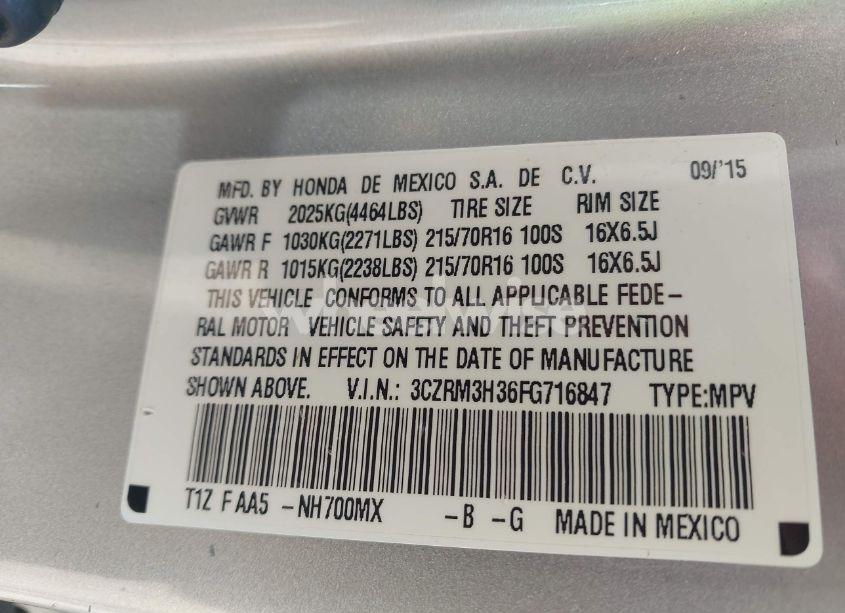 MFD. BY HONDA DE MEXICO S.A. DE C.V. 09/'15
GVWR 2025KG(4464LBS) TIRE SIZE RIM SIZE
GAWR F 1030KG(2271LBS) 215/70R16 100S 16X6.5J
GAWR R 1015KG(2238LBS) 215/70R16 100S 16X6.5J
THIS VEHICLE CONFORMS TO ALL APPLICABLE FEDE-
RAL MOTOR VEHICLE SAFETY AND THEFT PREVENTION
STANDARDS IN EFFECT ON THE DATE OF MANUFACTURE
SHOWN ABOVE. V.I.N.: 3CZRM3H36FG716847 TYPE:MPV
T1Z FAA5 -NH700MX -B -G MADE IN MEXICO